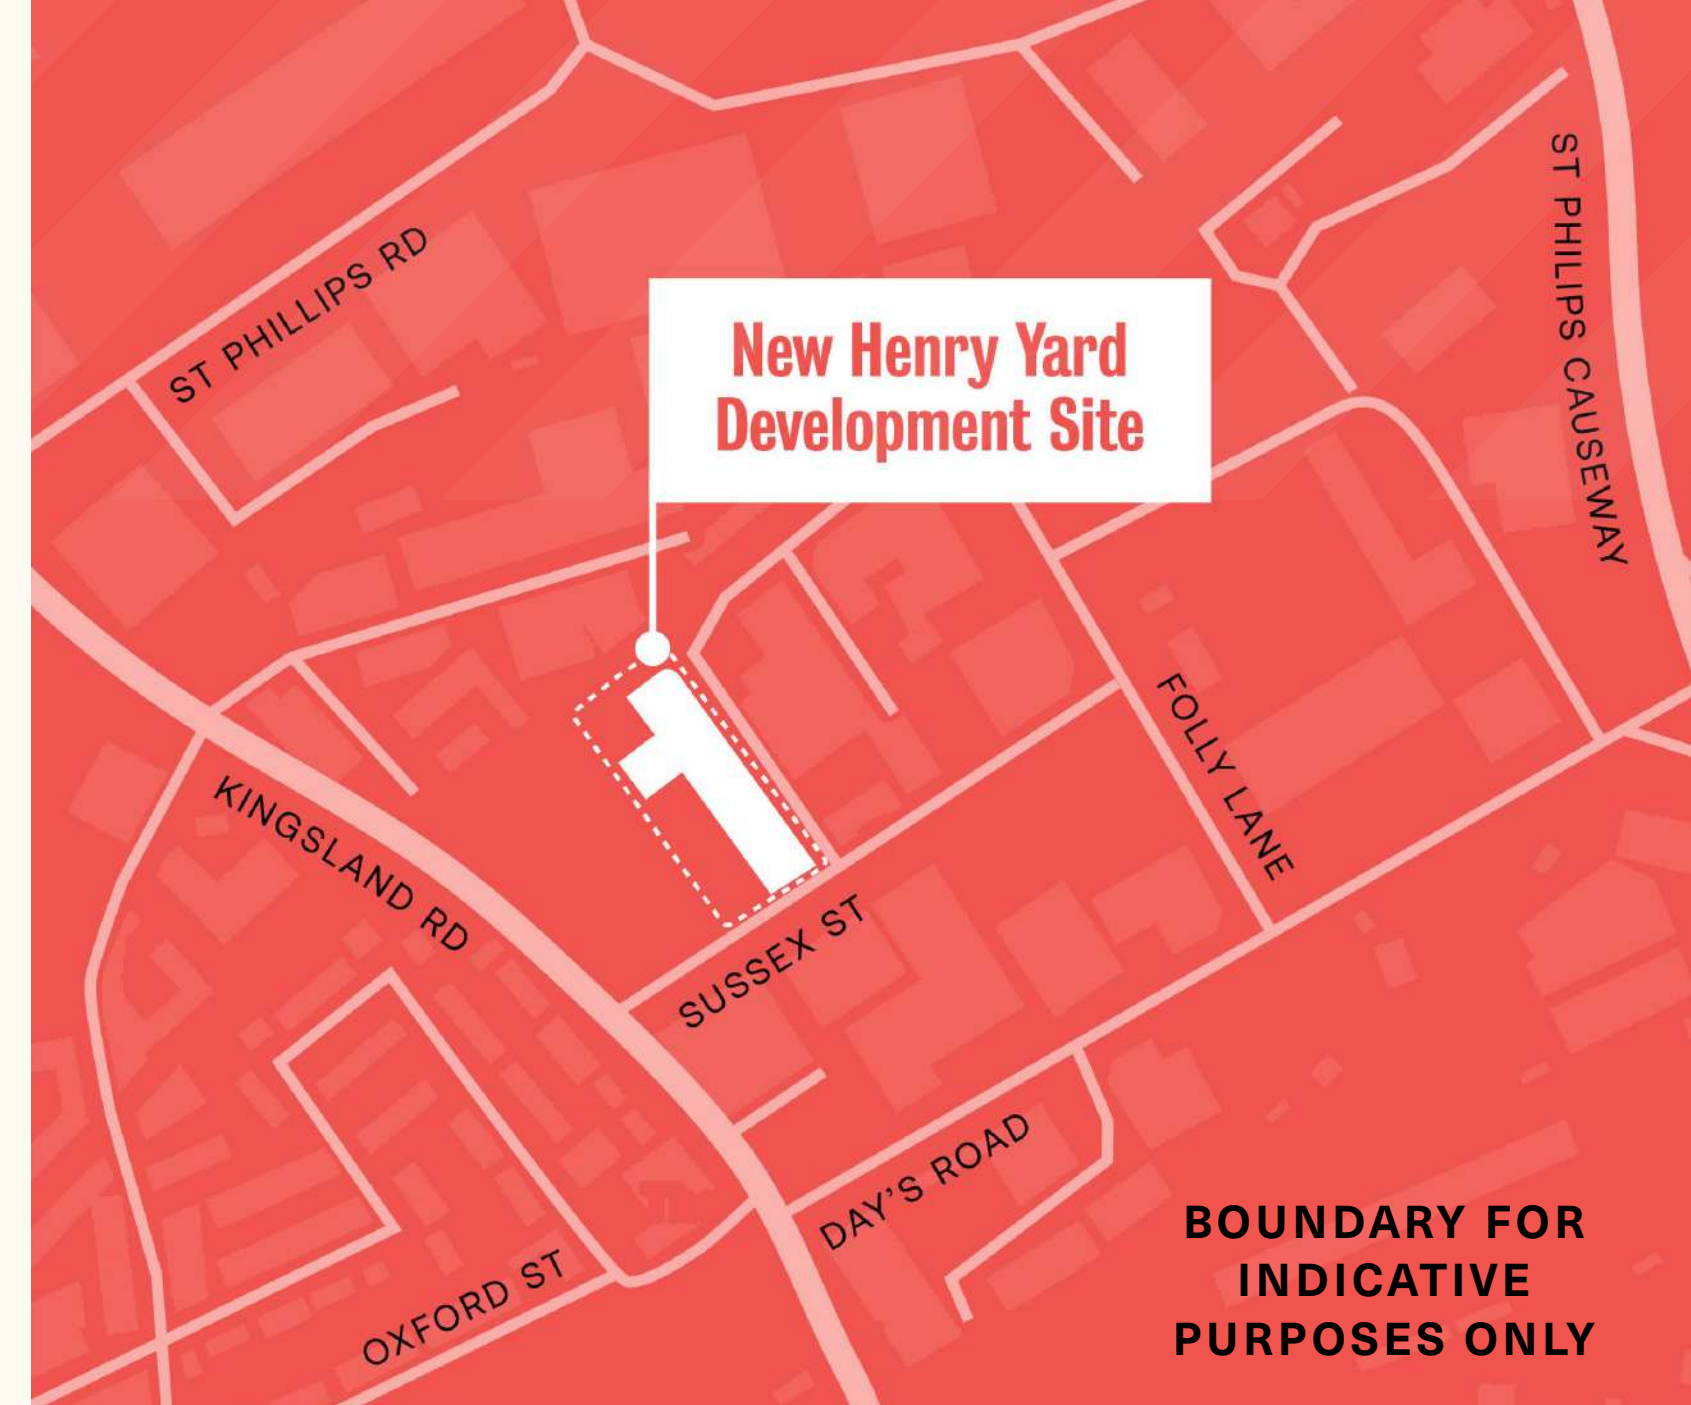 ST PHILLIPS RD
ST PHILIPS CAUSEWAY
New Henry Yard
Development Site
FOLLY LANE
KINGSLAND RD
SUSSEX ST
DAY'S ROAD
OXFORD ST
BOUNDARY FOR
INDICATIVE
PURPOSES ONLY